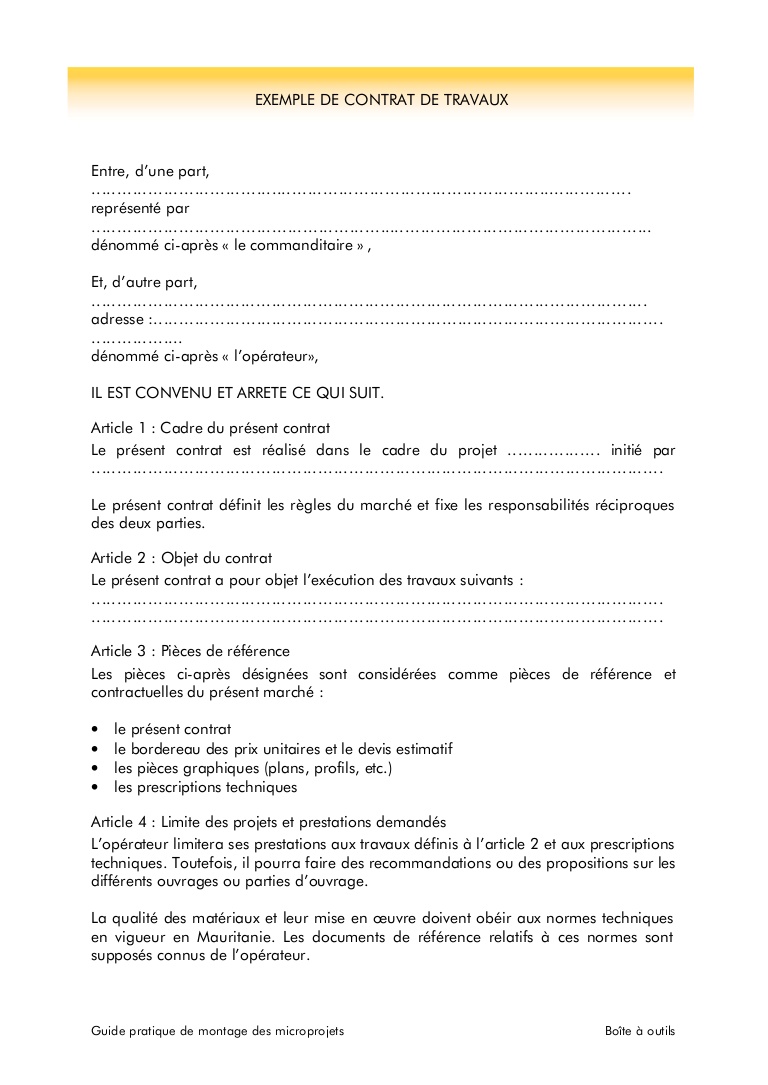 EXEMPLE DE CONTRAT DE TRAVAUX
Entre, d’une part,
…………………………………………………………………………………………….
représenté par
……………………………………………………………………………………………….
dénommé ci-après « le commanditaire » ,
Et, d’autre part,
……………………………………………………………………………………………….
adresse :……………………………………………………………………………………….
……………..
dénommé ci-après « l’opérateur»,
IL EST CONVENU ET ARRETE CE QUI SUIT.
Article 1 : Cadre du présent contrat
Le présent contrat est réalisé dans le cadre du projet ……………… initié par
………………………………………………………………………………………………….
Le présent contrat définit les règles du marché et fixe les responsabilités réciproques
des deux parties.
Article 2 : Objet du contrat
Le présent contrat a pour objet l’exécution des travaux suivants :
………………………………………………………………………………………………….
………………………………………………………………………………………………….
Article 3 : Pièces de référence
Les pièces ci-après désignées sont considérées comme pièces de référence et
contractuelles du présent marché :
• le présent contrat
• le bordereau des prix unitaires et le devis estimatif
• les pièces graphiques (plans, profils, etc.)
• les prescriptions techniques
Article 4 : Limite des projets et prestations demandés
L’opérateur limitera ses prestations aux travaux définis à l’article 2 et aux prescriptions
techniques. Toutefois, il pourra faire des recommandations ou des propositions sur les
différents ouvrages ou parties d’ouvrage.
La qualité des matériaux et leur mise en œuvre doivent obéir aux normes techniques
en vigueur en Mauritanie. Les documents de référence relatifs à ces normes sont
supposés connus de l’opérateur.
Guide pratique de montage des microprojets
Boîte à outils